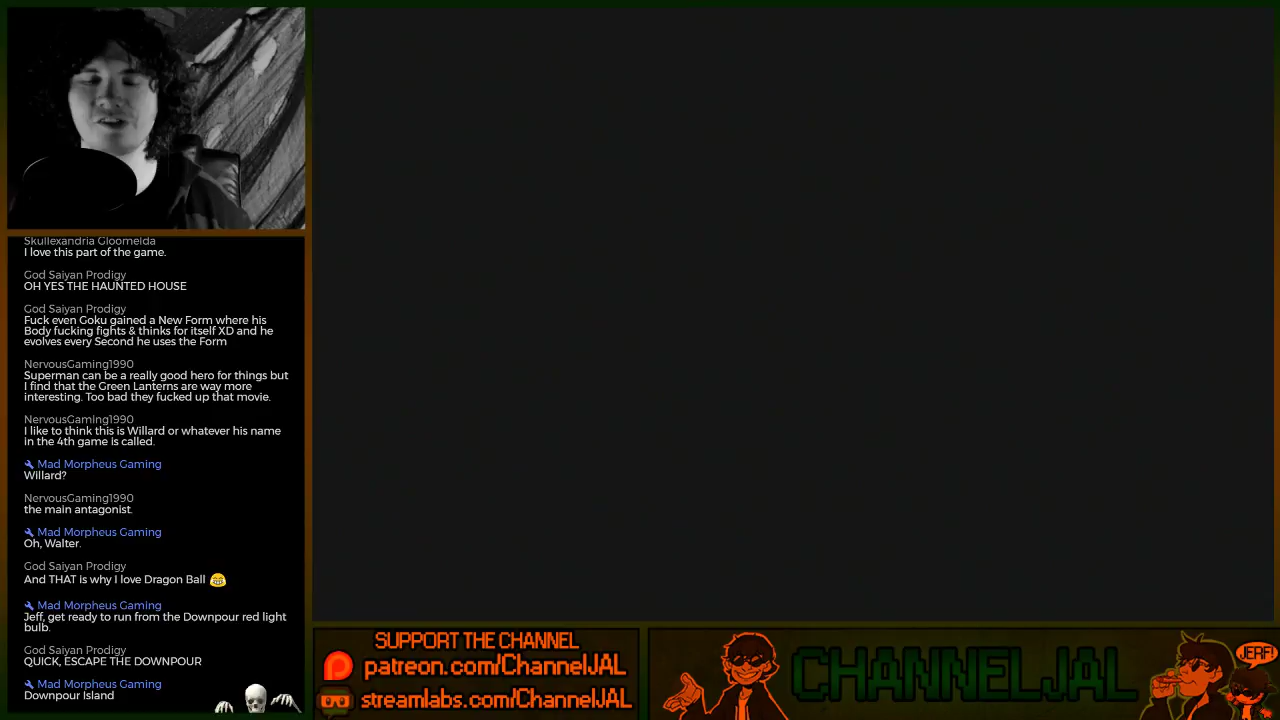 Skullexandria Gloomelda
I love this part of the game.
God Saiyan Prodigy
OH YES THE HAUNTED HOUSE
God Saiyan Prodigy
Fuck even Goku gained a New Form where his
Body fucking fights & thinks for itself XD and he
evolves every Second he uses the Form
NervousGaming1990
Superman can be a really good hero for things but
I find that the Green Lanterns are way more
interesting. Too bad they fucked up that movie.
NervousGaming1990
I like to think this is Willard or whatever his name
in the 4th game is called.
Mad Morpheus Gaming
Willard?
NervousGaming1990
the main antagonist.
Mad Morpheus Gaming
Oh, Walter.
God Saiyan Prodigy
And THAT is why I love Dragon Ball 😂
Mad Morpheus Gaming
Jeff, get ready to run from the Downpour red light
bulb.
God Saiyan Prodigy
QUICK, ESCAPE THE DOWNPOUR
Mad Morpheus Gaming
Downpour Island
SUPPORT THE CHANNEL
patreon.com/ChannelJAL
streamlabs.com/ChannelJAL
CHANNELJAL
JERF!